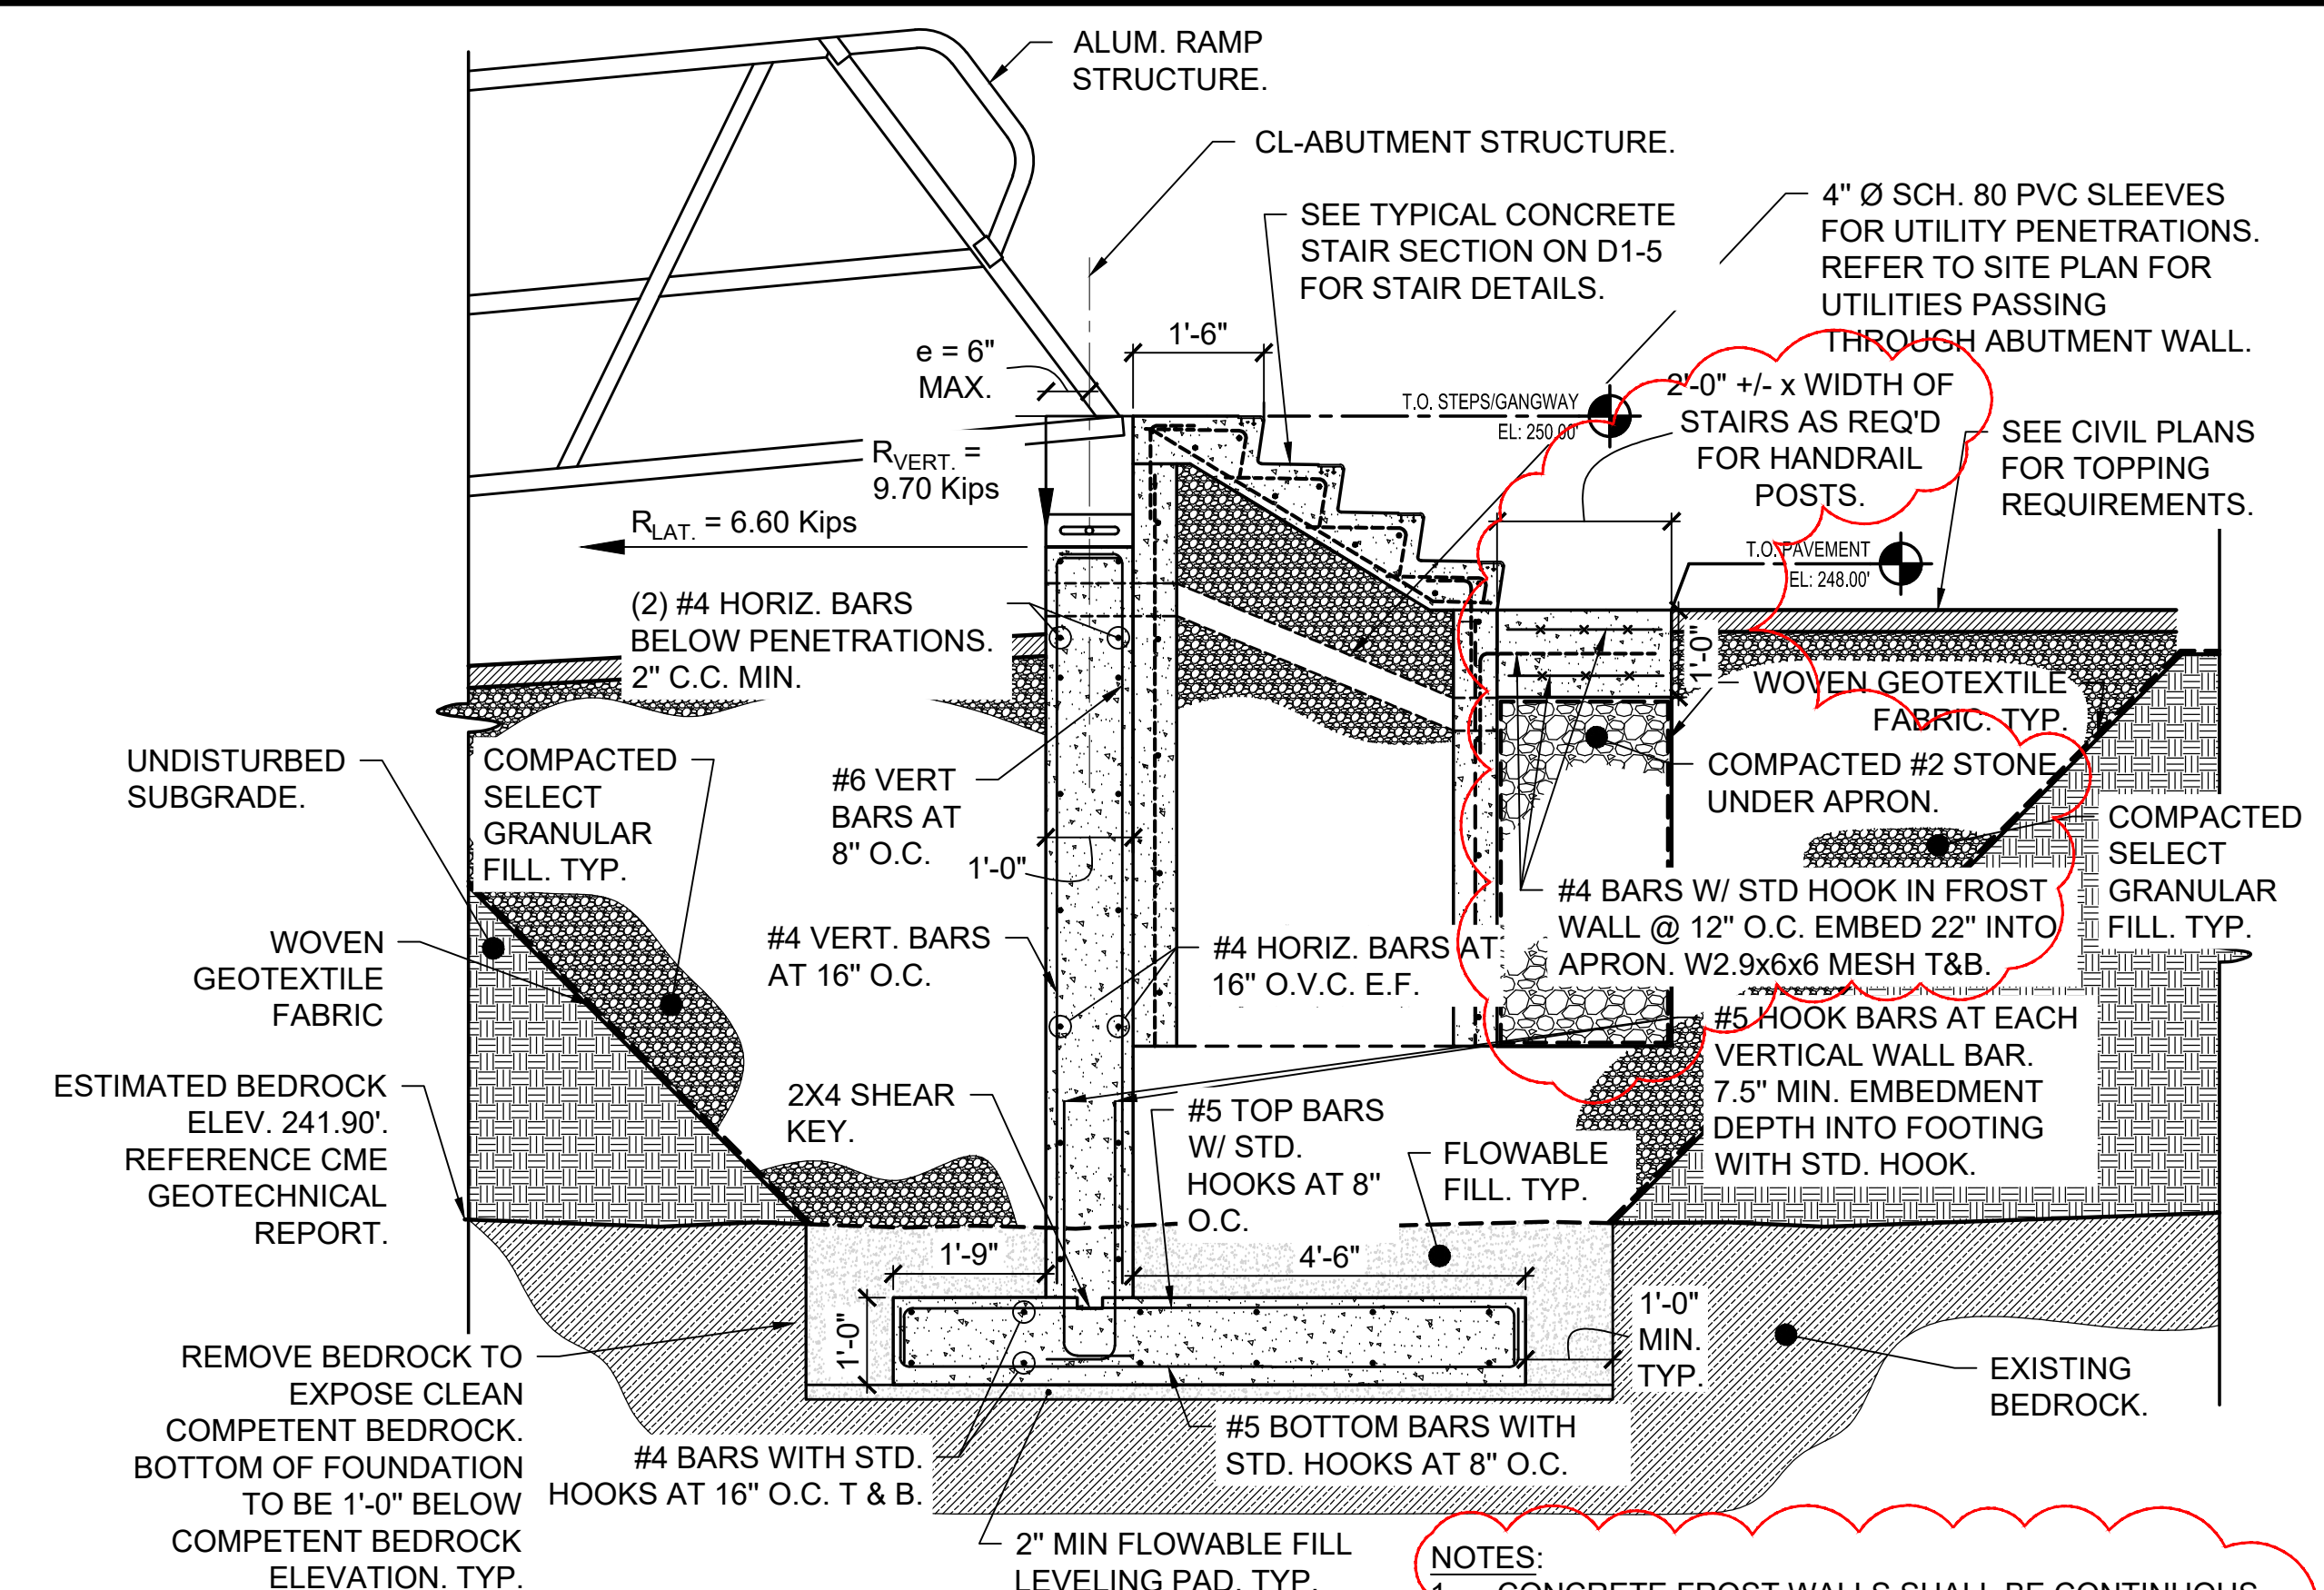 ALUM. RAMP
STRUCTURE.
CL-ABUTMENT STRUCTURE.
SEE TYPICAL CONCRETE
STAIR SECTION ON D1-5
FOR STAIR DETAILS.
4" Ø SCH. 80 PVC SLEEVES
FOR UTILITY PENETRATIONS.
REFER TO SITE PLAN FOR
UTILITIES PASSING
THROUGH ABUTMENT WALL.
e = 6"
MAX.
1'-6"
T.O. STEPS/GANGWAY
EL: 250.00'
2'-0" +/- x WIDTH OF
STAIRS AS REQ'D
FOR HANDRAIL
POSTS.
SEE CIVIL PLANS
FOR TOPPING
REQUIREMENTS.
RVERT. =
9.70 Kips
RLAT. = 6.60 Kips
T.O. PAVEMENT
EL: 248.00'
(2) #4 HORIZ. BARS
BELOW PENETRATIONS.
2" C.C. MIN.
1'-0"
WOVEN GEOTEXTILE
FABRIC. TYP.
UNDISTURBED
SUBGRADE.
COMPACTED
SELECT
GRANULAR
FILL. TYP.
#6 VERT
BARS AT
8" O.C.
1'-0"
COMPACTED #2 STONE
UNDER APRON.
COMPACTED
SELECT
GRANULAR
FILL. TYP.
#4 BARS W/ STD HOOK IN FROST
WALL @ 12" O.C. EMBED 22" INTO
APRON. W2.9x6x6 MESH T&B.
WOVEN
GEOTEXTILE
FABRIC
#4 VERT. BARS
AT 16" O.C.
#4 HORIZ. BARS AT
16" O.V.C. E.F.
#5 HOOK BARS AT EACH
VERTICAL WALL BAR.
7.5" MIN. EMBEDMENT
DEPTH INTO FOOTING
WITH STD. HOOK.
ESTIMATED BEDROCK
ELEV. 241.90'.
REFERENCE CME
GEOTECHNICAL
REPORT.
2X4 SHEAR
KEY.
#5 TOP BARS
W/ STD.
HOOKS AT 8"
O.C.
FLOWABLE
FILL. TYP.
1'-9"
4'-6"
1'-0"
1'-0"
MIN.
TYP.
REMOVE BEDROCK TO
EXPOSE CLEAN
COMPETENT BEDROCK.
BOTTOM OF FOUNDATION
TO BE 1'-0" BELOW
COMPETENT BEDROCK
ELEVATION. TYP.
EXISTING
BEDROCK.
#4 BARS WITH STD.
HOOKS AT 16" O.C. T & B.
#5 BOTTOM BARS WITH
STD. HOOKS AT 8" O.C.
2" MIN FLOWABLE FILL
LEVELING PAD. TYP.
NOTES:
1. CONCRETE FROST WALLS SHALL BE CONTINUOUS